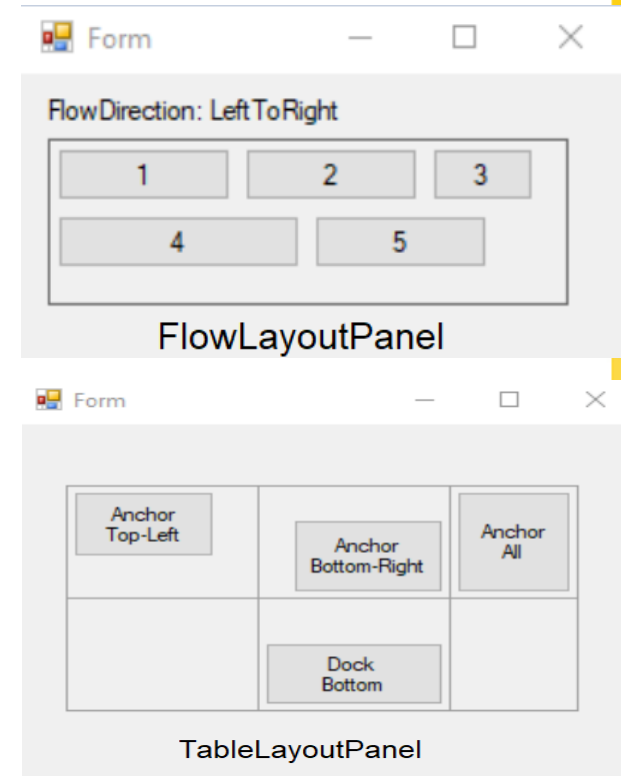 Form
FlowDirection: LeftToRight
1 2 3
4 5
FlowLayoutPanel
Form
Anchor
Top-Left
Anchor
Bottom-Right
Anchor
All
Dock
Bottom
TableLayoutPanel